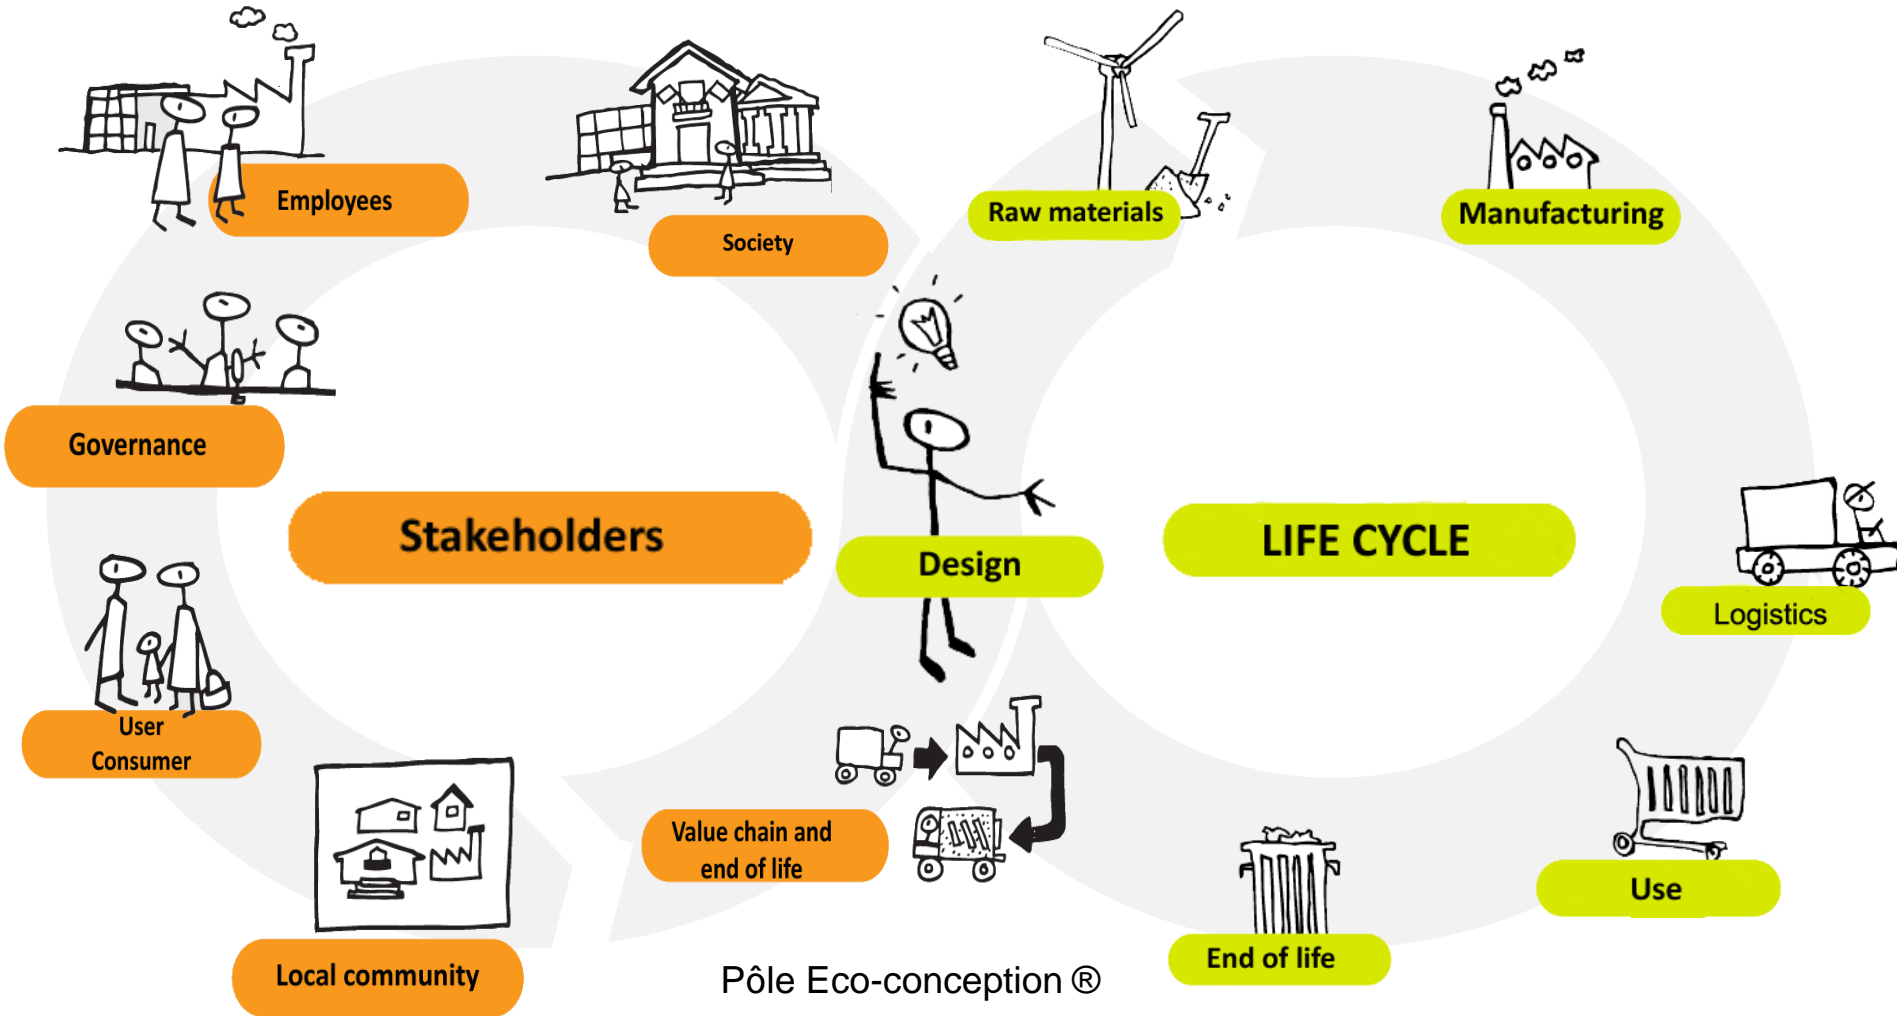 Employees
Society
Raw materials
Manufacturing
Governance
Stakeholders
Design
LIFE CYCLE
Logistics
User
Consumer
Value chain and
end of life
Use
Local community
End of life
Pôle Eco-conception ®